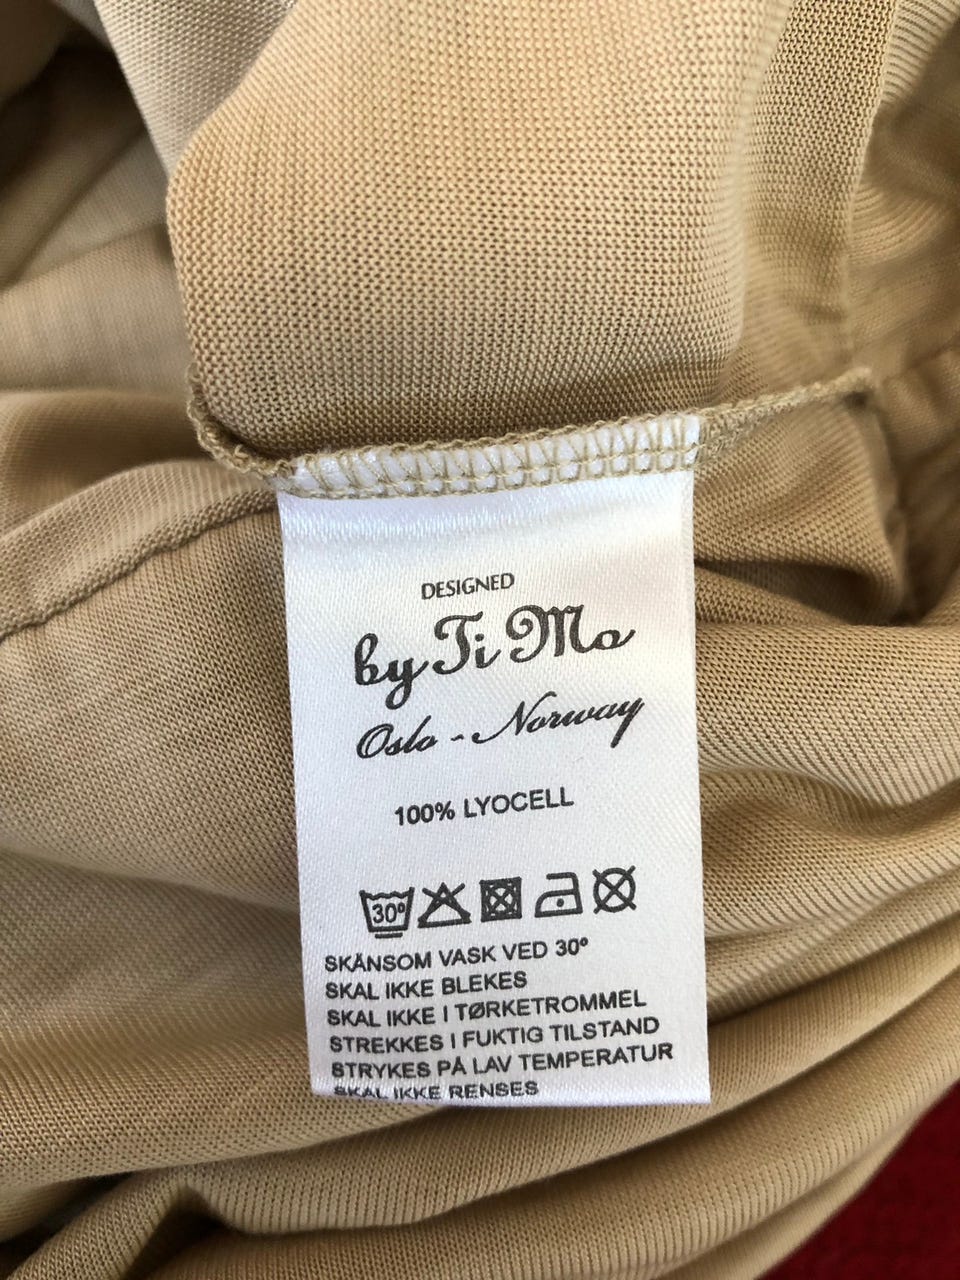 DESIGNED
by Ti Mo
Oslo - Norway
100% LYOCELL
30°
SKÅNSOM VASK VED 30°
SKAL IKKE BLEKES
SKAL IKKE I TØRKETROMMEL
STREKKES I FUKTIG TILSTAND
STRYKES PÅ LAV TEMPERATUR
SKAL IKKE RENSES